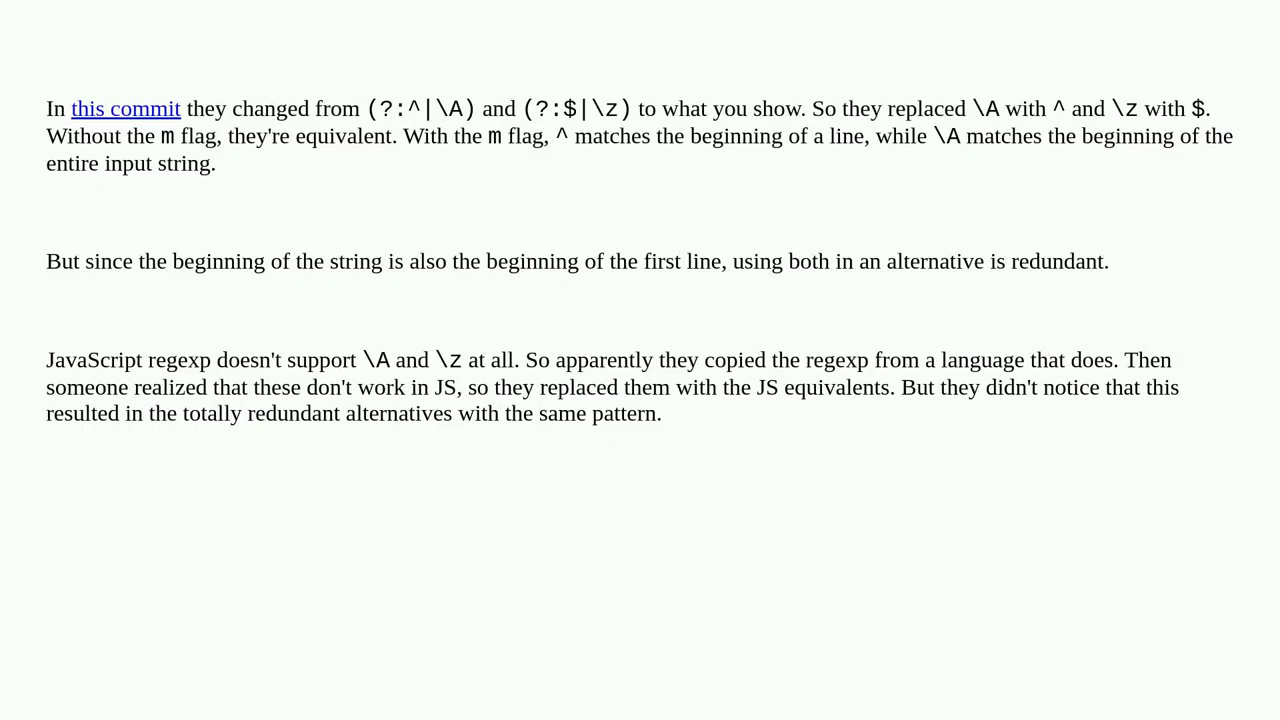 In this commit they changed from (?:^|\A) and (?:$|\z) to what you show. So they replaced \A with ^ and \z with $.
Without the m flag, they're equivalent. With the m flag, ^ matches the beginning of a line, while \A matches the beginning of the
entire input string.
But since the beginning of the string is also the beginning of the first line, using both in an alternative is redundant.
JavaScript regexp doesn't support \A and \z at all. So apparently they copied the regexp from a language that does. Then
someone realized that these don't work in JS, so they replaced them with the JS equivalents. But they didn't notice that this
resulted in the totally redundant alternatives with the same pattern.